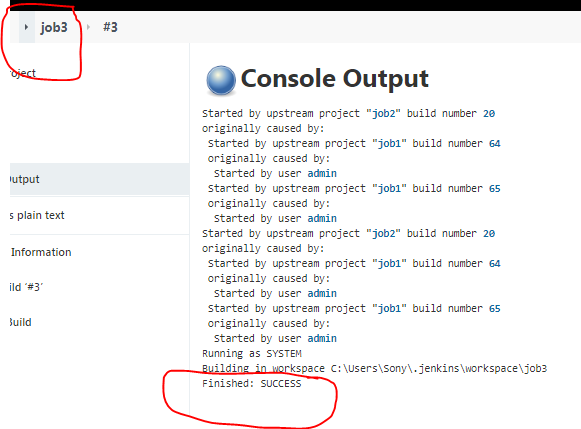 job3 #3
roject
Console Output
Started by upstream project "job2" build number 20
originally caused by:
Started by upstream project "job1" build number 64
originally caused by:
Started by user admin
Started by upstream project "job1" build number 65
Started by user admin
Started by upstream project "job2" build number 20
originally caused by:
Started by upstream project "job1" build number 64
originally caused by:
Started by user admin
Started by upstream project "job1" build number 65
originally caused by:
Started by user admin
Running as SYSTEM
Building in workspace C:\Users\Sony\.jenkins\workspace\job3
Finished: SUCCESS
Output
s plain text
Information
ild '#3'
Build